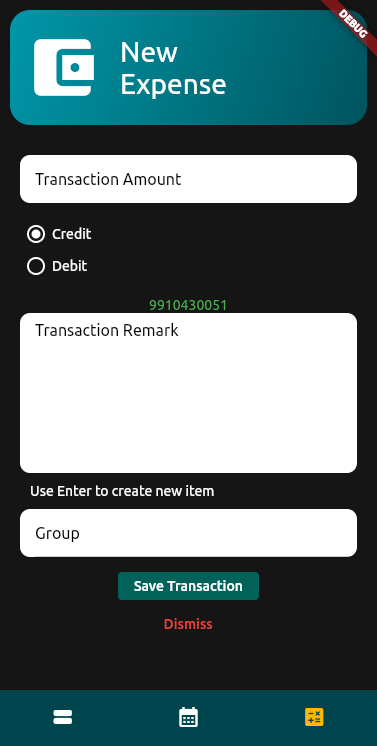 DEBUG
New
Expense
Transaction Amount
Credit
Debit
9910430051
Transaction Remark
Use Enter to create new item
Group
Save Transaction
Dismiss